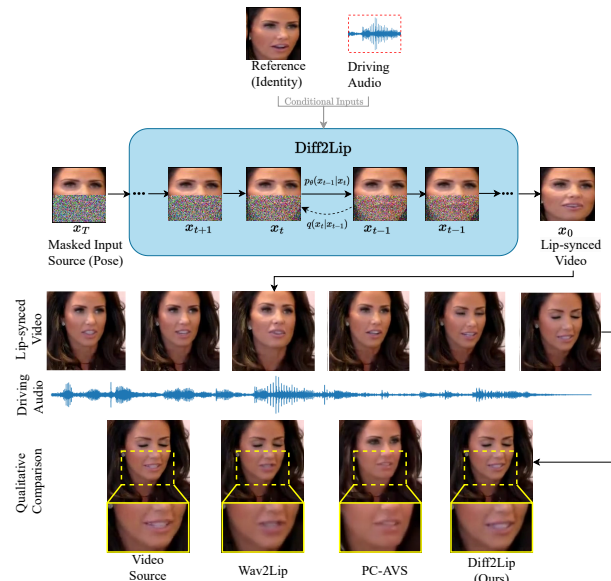 Reference
(Identity)
Driving
Audio
Conditional Inputs
Diff2Lip
p_θ(x_{t−1}|x_t)
q(x_t|x_{t−1})
x_T
x_{t+1}
x_t
x_{t−1}
x_{t−1}
x_0
Masked Input
Source (Pose)
Lip-synced
Video
Lip-synced
Video
Driving
Audio
Qualitative
Comparison
Video
Source
Wav2Lip
PC-AVS
Diff2Lip
(Ours)